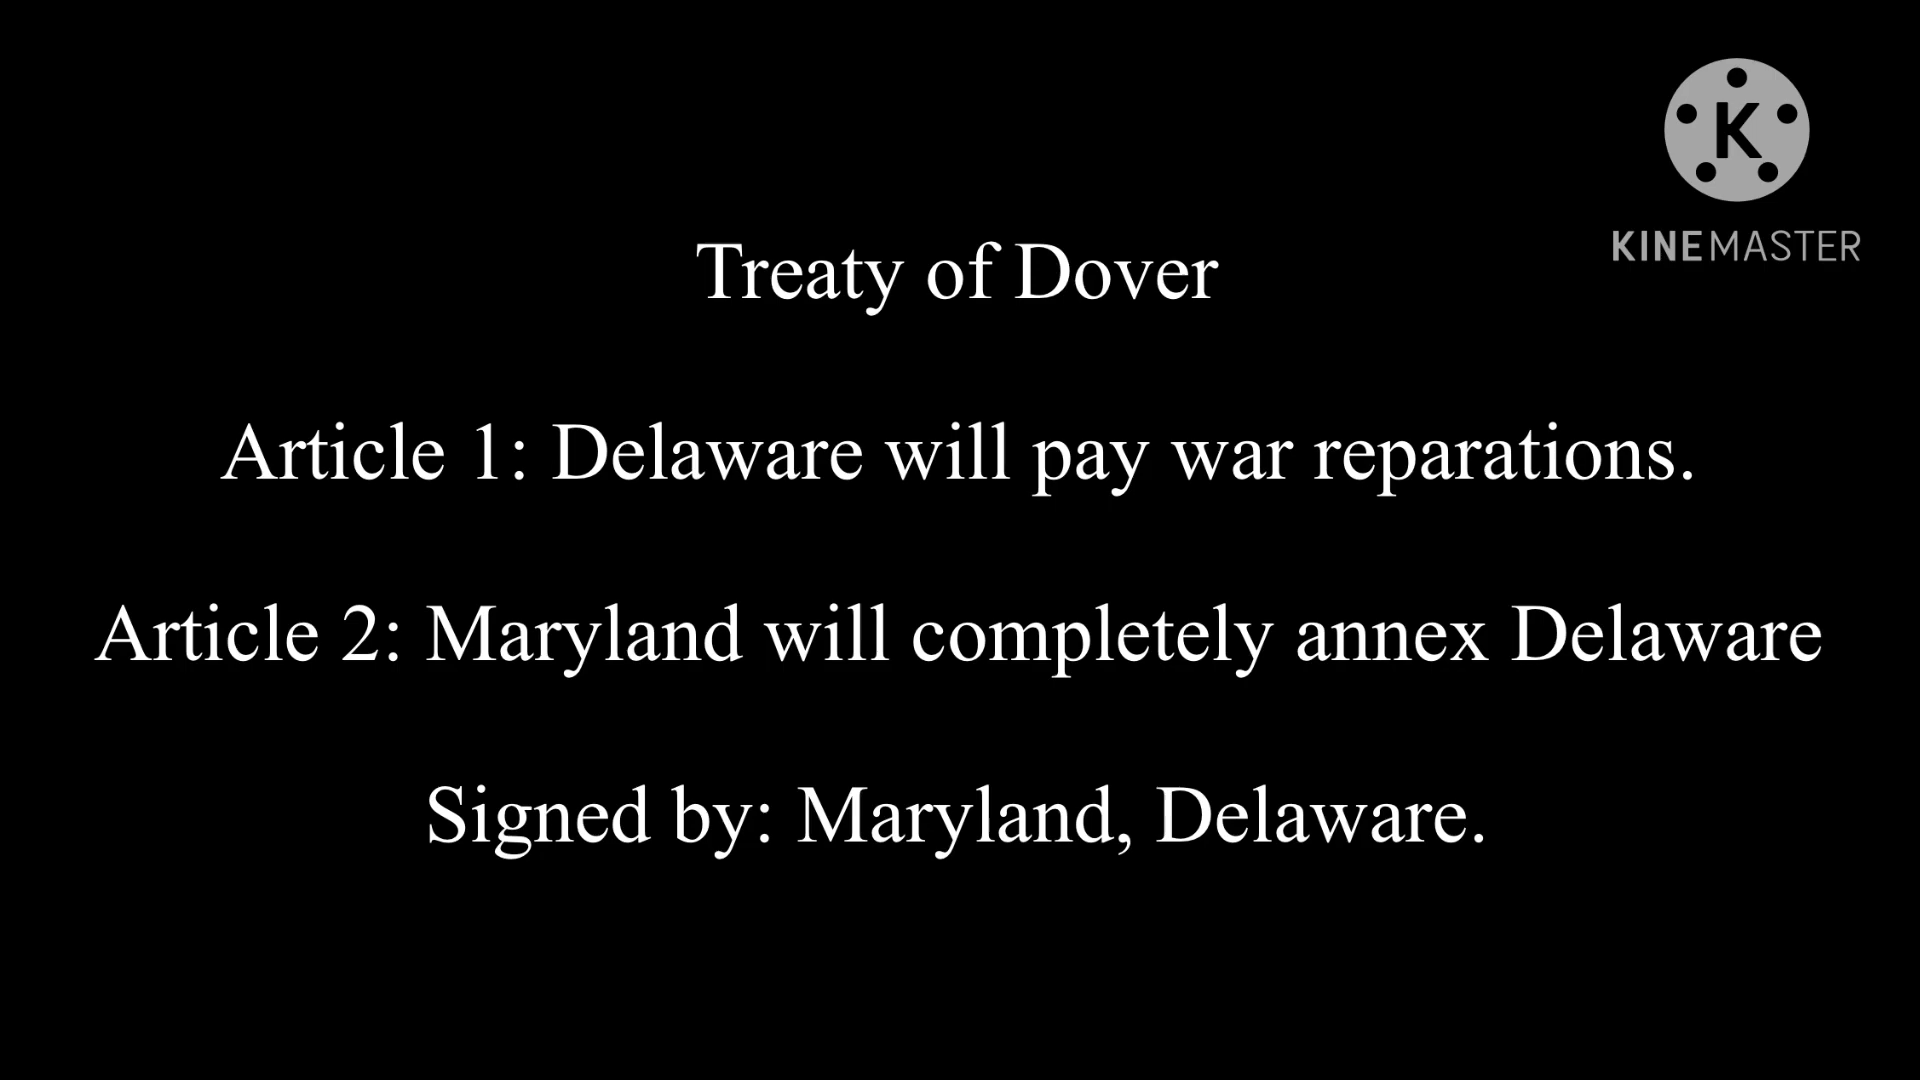 K
KINEMASTER
Treaty of Dover
Article 1: Delaware will pay war reparations.
Article 2: Maryland will completely annex Delaware
Signed by: Maryland, Delaware.